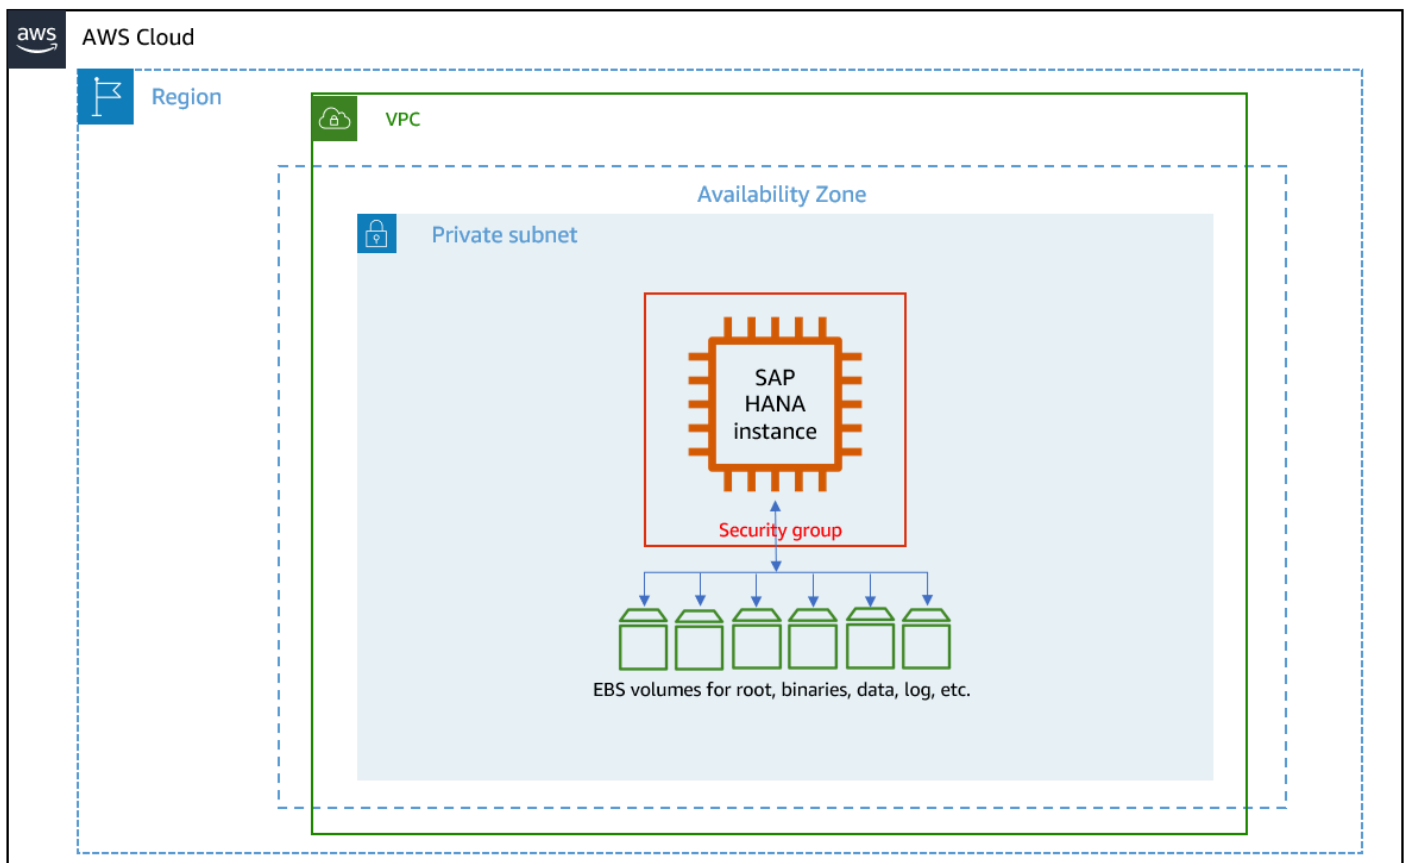 aws
AWS Cloud
Region
VPC
Availability Zone
Private subnet
SAP
HANA
instance
Security group
EBS volumes for root, binaries, data, log, etc.